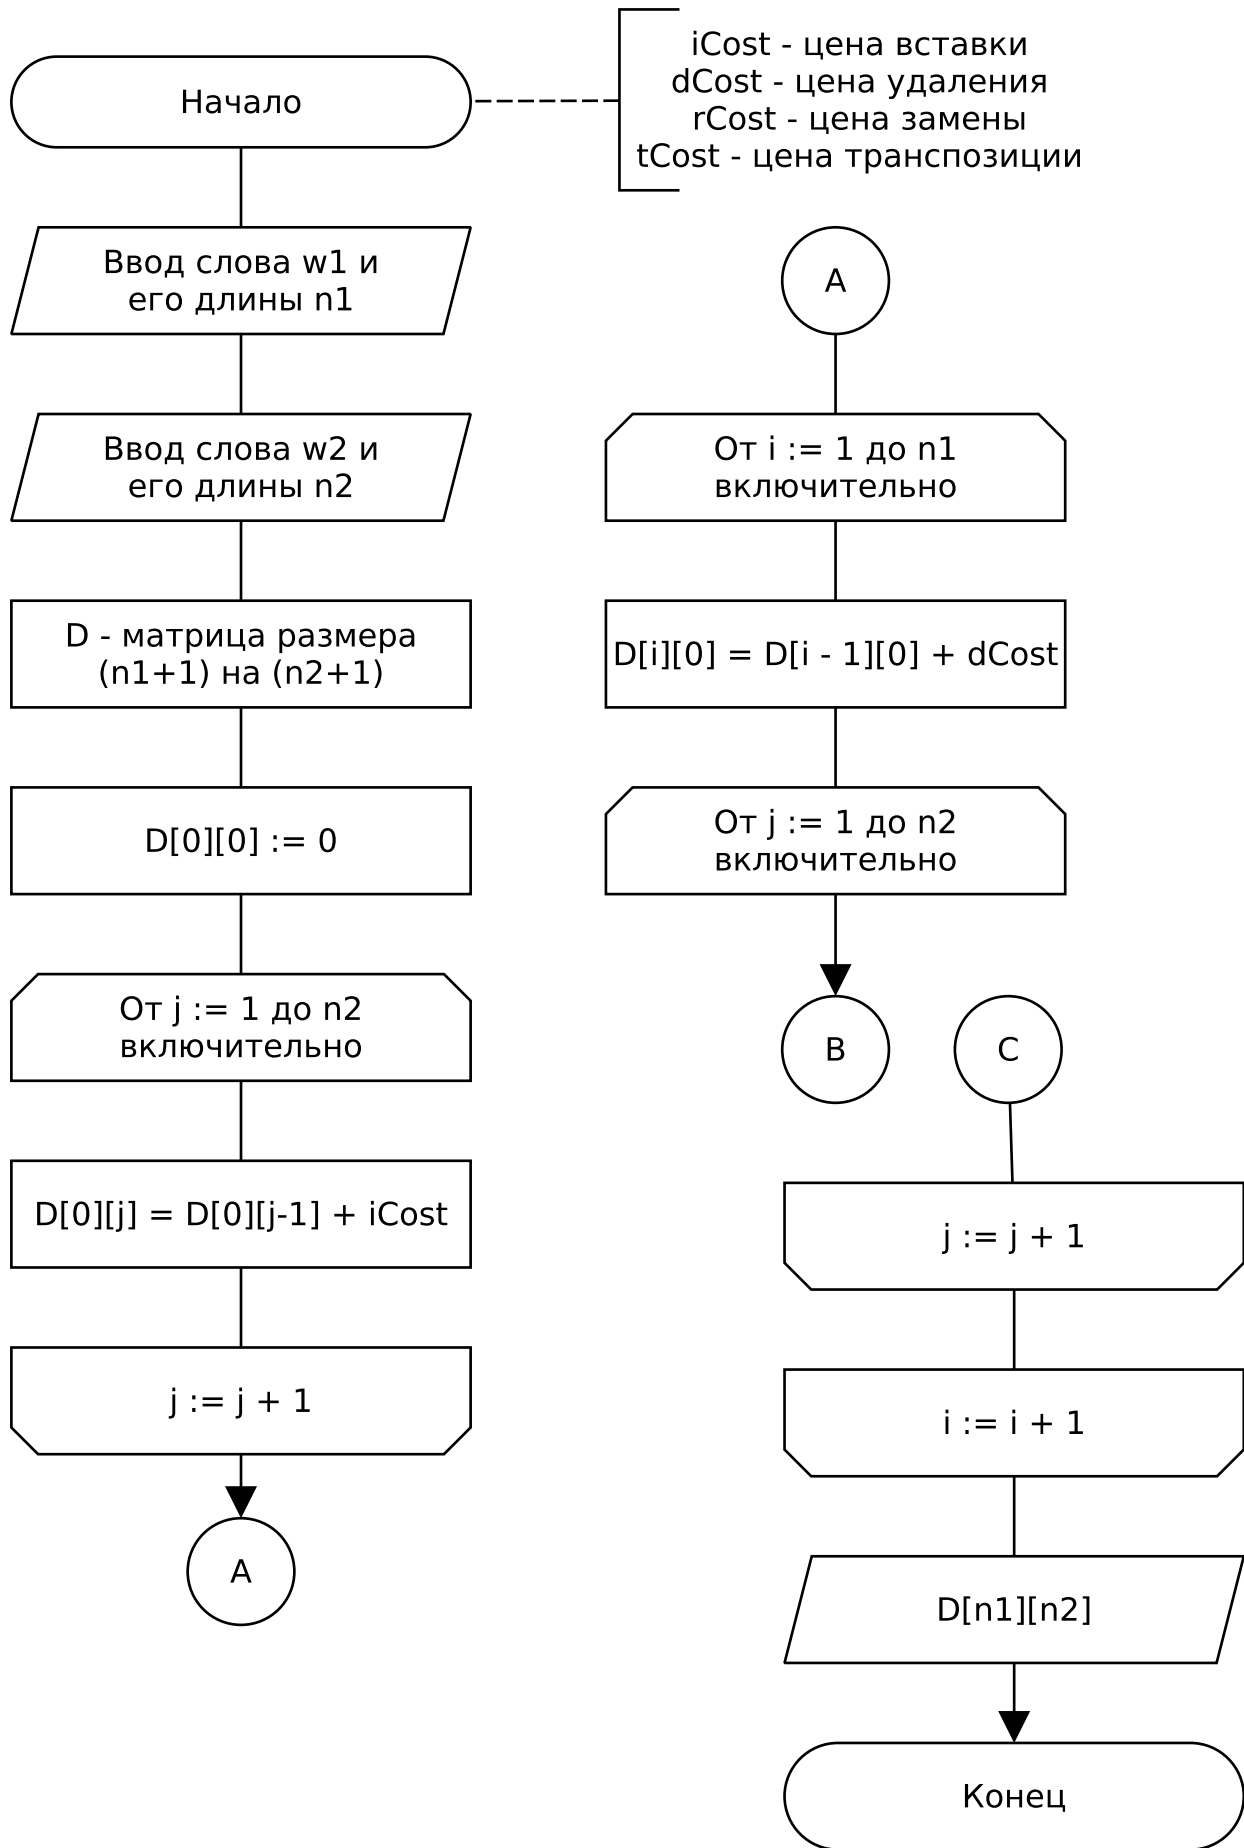 Начало
iCost - цена вставки
dCost - цена удаления
rCost - цена замены
tCost - цена транспозиции
Ввод слова w1 и
его длины n1
Ввод слова w2 и
его длины n2
D - матрица размера
(n1+1) на (n2+1)
D[0][0] := 0
От j := 1 до n2
включительно
D[0][j] = D[0][j-1] + iCost
j := j + 1
A
A
От i := 1 до n1
включительно
D[i][0] = D[i - 1][0] + dCost
От j := 1 до n2
включительно
B
C
j := j + 1
i := i + 1
D[n1][n2]
Конец